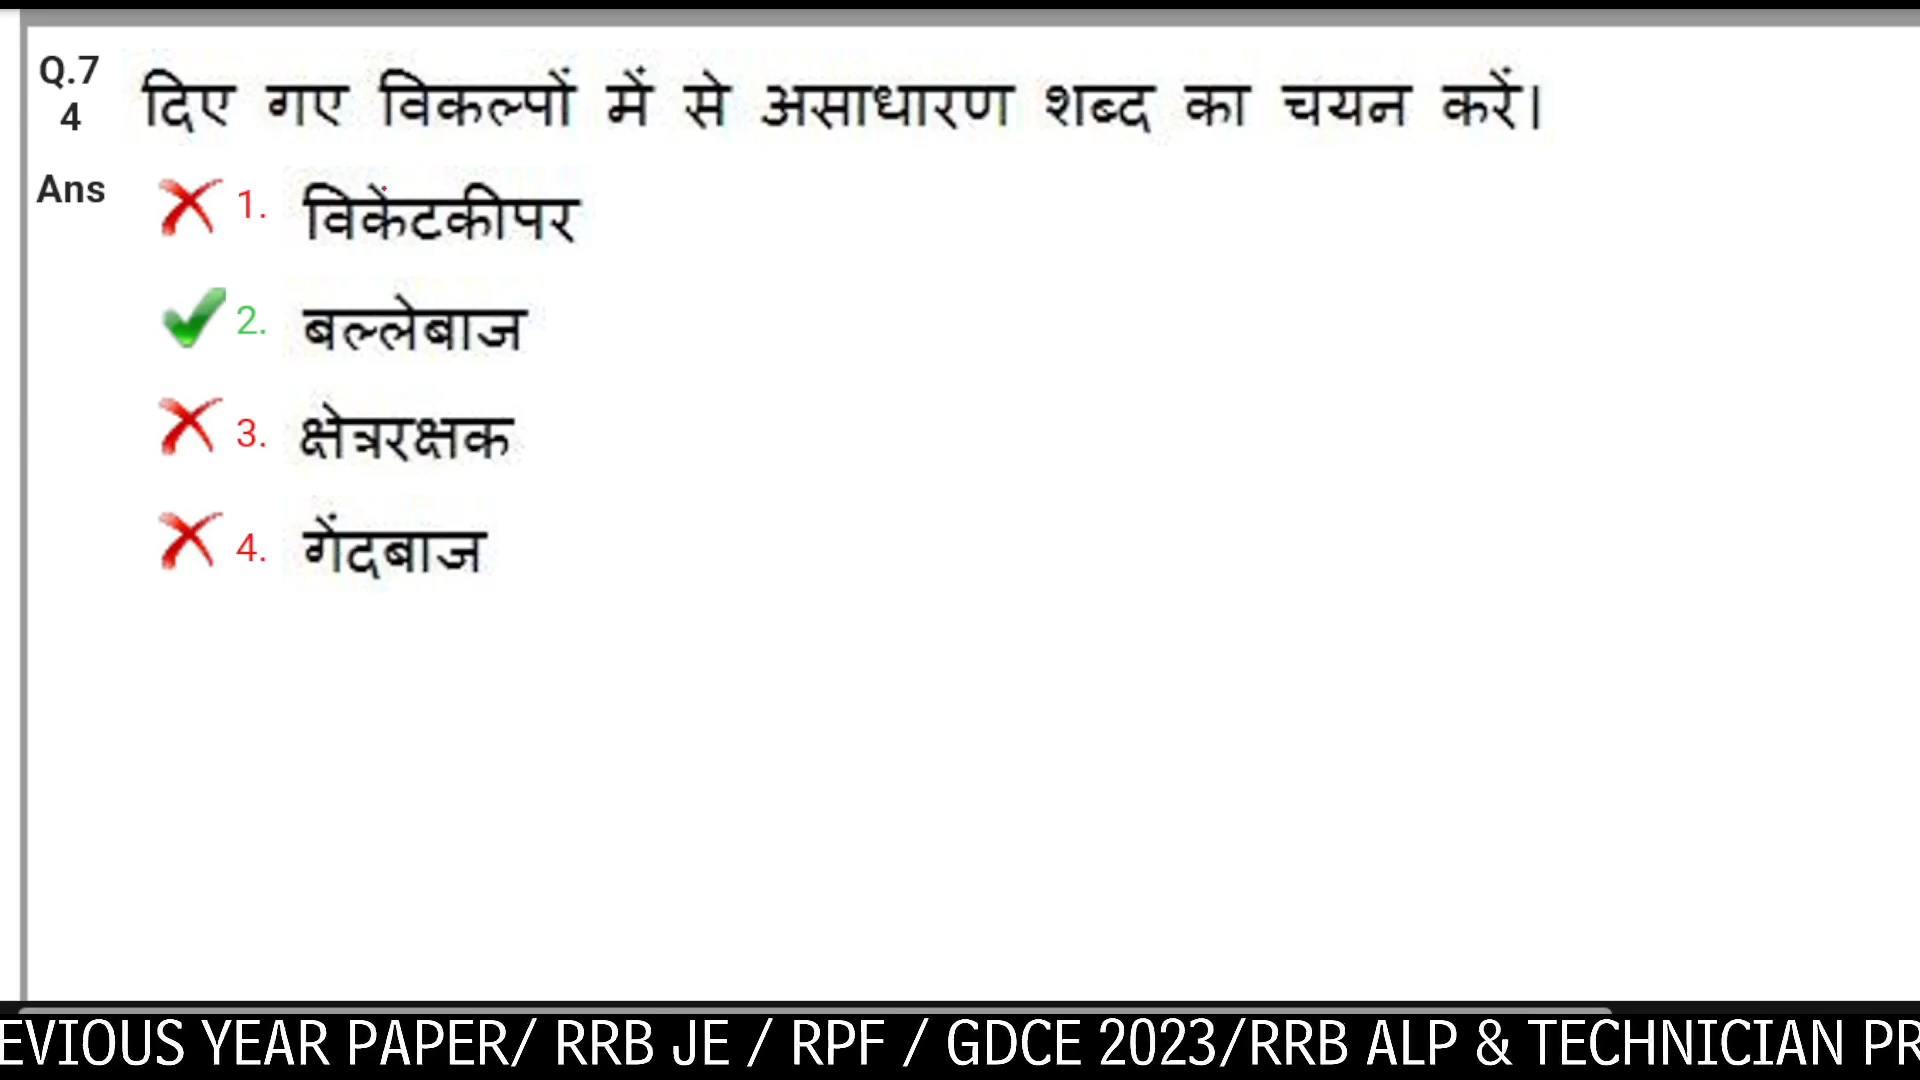 Q.7
4
दिए गए विकल्पों में से असाधारण शब्द का चयन करें।
Ans
1. विकेटकीपर
2. बल्लेबाज
3. क्षेत्ररक्षक
4. गेंदबाज
EVIOUS YEAR PAPER/ RRB JE / RPF / GDCE 2023/RRB ALP & TECHNICIAN PR